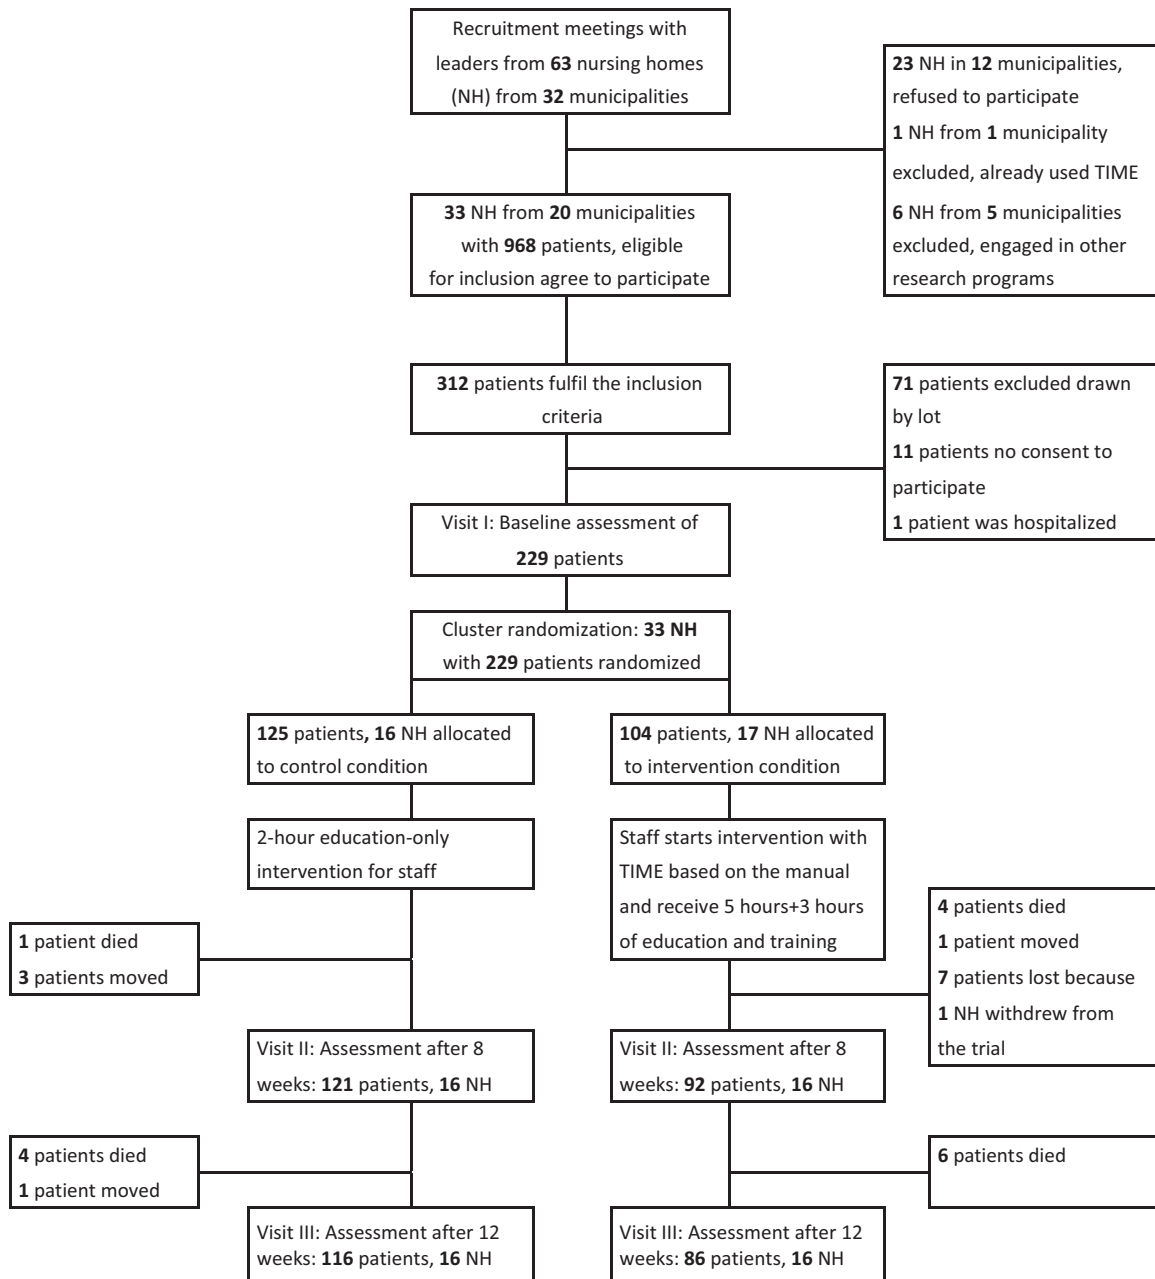 Recruitment meetings with
leaders from 63 nursing homes
(NH) from 32 municipalities
23 NH in 12 municipalities,
refused to participate
1 NH from 1 municipality
excluded, already used TIME
6 NH from 5 municipalities
excluded, engaged in other
research programs
33 NH from 20 municipalities
with 968 patients, eligible
for inclusion agree to participate
312 patients fulfil the inclusion
criteria
71 patients excluded drawn
by lot
11 patients no consent to
participate
1 patient was hospitalized
Visit I: Baseline assessment of
229 patients
Cluster randomization: 33 NH
with 229 patients randomized
125 patients, 16 NH allocated
to control condition
104 patients, 17 NH allocated
to intervention condition
2-hour education-only
intervention for staff
Staff starts intervention with
TIME based on the manual
and receive 5 hours+3 hours
of education and training
1 patient died
3 patients moved
4 patients died
1 patient moved
7 patients lost because
1 NH withdrew from
the trial
Visit II: Assessment after 8
weeks: 121 patients, 16 NH
Visit II: Assessment after 8
weeks: 92 patients, 16 NH
4 patients died
1 patient moved
6 patients died
Visit III: Assessment after 12
weeks: 116 patients, 16 NH
Visit III: Assessment after 12
weeks: 86 patients, 16 NH